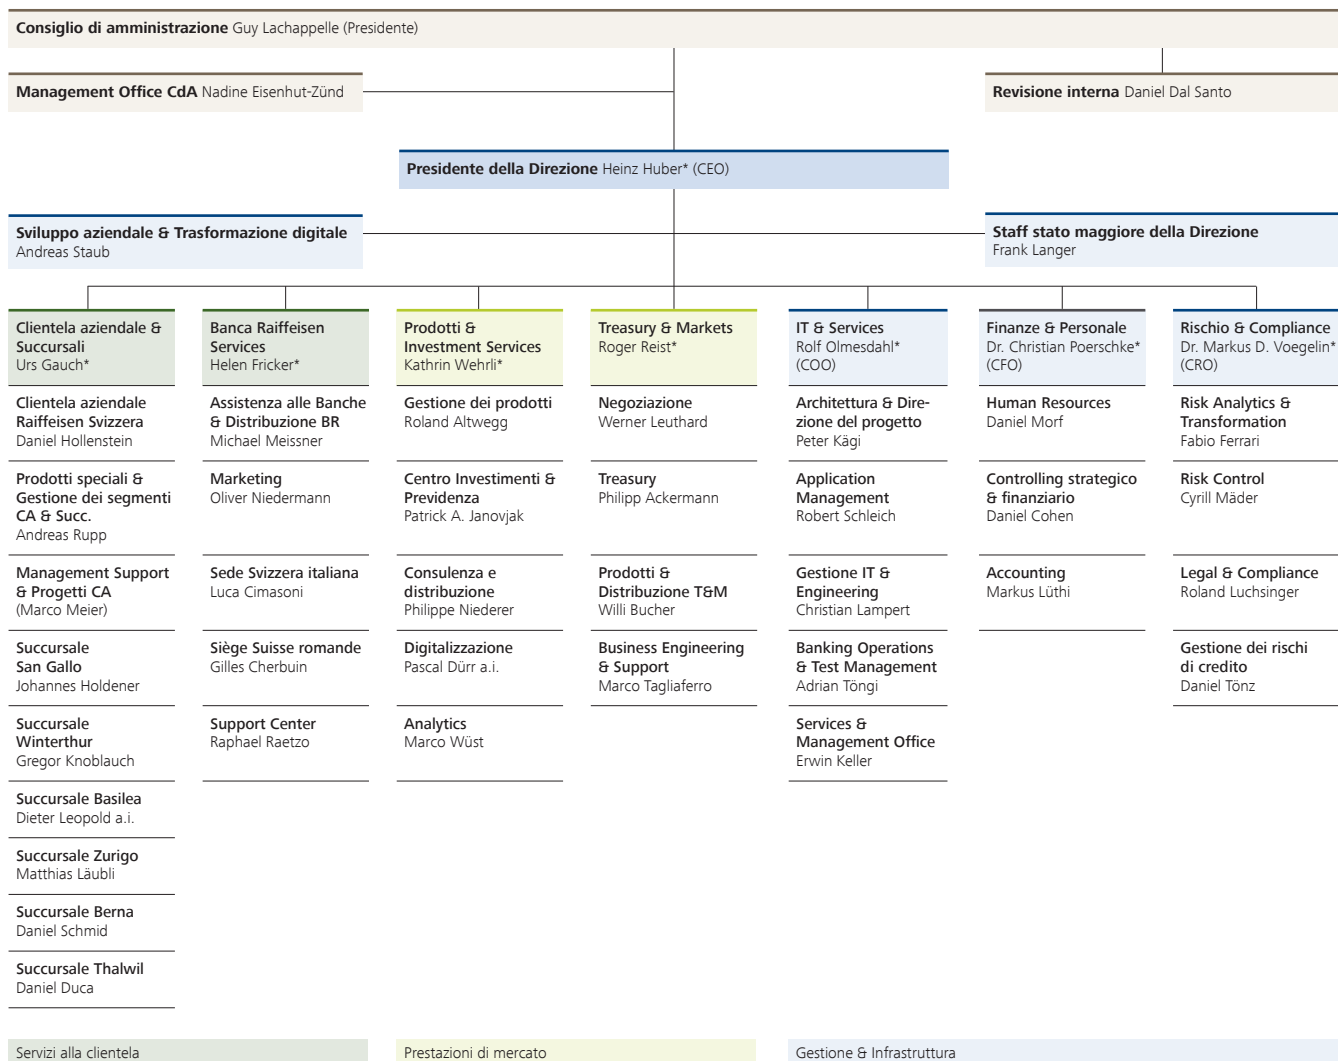 Consiglio di amministrazione Guy Lachappelle (Presidente)
Management Office CdA Nadine Eisenhut-Zünd
Revisione interna Daniel Dal Santo
Presidente della Direzione Heinz Huber* (CEO)
Sviluppo aziendale & Trasformazione digitale
Andreas Staub
Staff stato maggiore della Direzione
Frank Langer
Clientela aziendale &
Succursali
Urs Gauch*
Clientela aziendale
Raiffeisen Svizzera
Daniel Hollenstein
Prodotti speciali &
Gestione dei segmenti
CA & Succ.
Andreas Rupp
Management Support
& Progetti CA
(Marco Meier)
Succursale
San Gallo
Johannes Holdener
Succursale
Winterthur
Gregor Knoblauch
Succursale Basilea
Dieter Leopold a.i.
Succursale Zurigo
Matthias Läubli
Succursale Berna
Daniel Schmid
Succursale Thalwil
Daniel Duca
Banca Raiffeisen
Services
Helen Fricker*
Assistenza alle Banche
& Distribuzione BR
Michael Meissner
Marketing
Oliver Niedermann
Sede Svizzera italiana
Luca Cimasoni
Siège Suisse romande
Gilles Cherbuin
Support Center
Raphael Raetzo
Prodotti &
Investment Services
Kathrin Wehrli*
Gestione dei prodotti
Roland Altwegg
Centro Investimenti &
Previdenza
Patrick A. Janovjak
Consulenza e
distribuzione
Philippe Niederer
Digitalizzazione
Pascal Dürr a.i.
Analytics
Marco Wüst
Treasury & Markets
Roger Reist*
Negoziazione
Werner Leuthard
Treasury
Philipp Ackermann
Prodotti &
Distribuzione T&M
Willi Bucher
Business Engineering
& Support
Marco Tagliaferro
IT & Services
Rolf Olmesdahl*
(COO)
Architettura & Dire-
zione del progetto
Peter Kägi
Application
Management
Robert Schleich
Gestione IT &
Engineering
Christian Lampert
Banking Operations
& Test Management
Adrian Töngi
Services &
Management Office
Erwin Keller
Finanze & Personale
Dr. Christian Poerschke*
(CFO)
Human Resources
Daniel Morf
Controlling strategico
& finanziario
Daniel Cohen
Accounting
Markus Lüthi
Rischio & Compliance
Dr. Markus D. Voegelin*
(CRO)
Risk Analytics &
Transformation
Fabio Ferrari
Risk Control
Cyrill Mäder
Legal & Compliance
Roland Luchsinger
Gestione dei rischi
di credito
Daniel Tönz
Servizi alla clientela
Prestazioni di mercato
Gestione & Infrastruttura